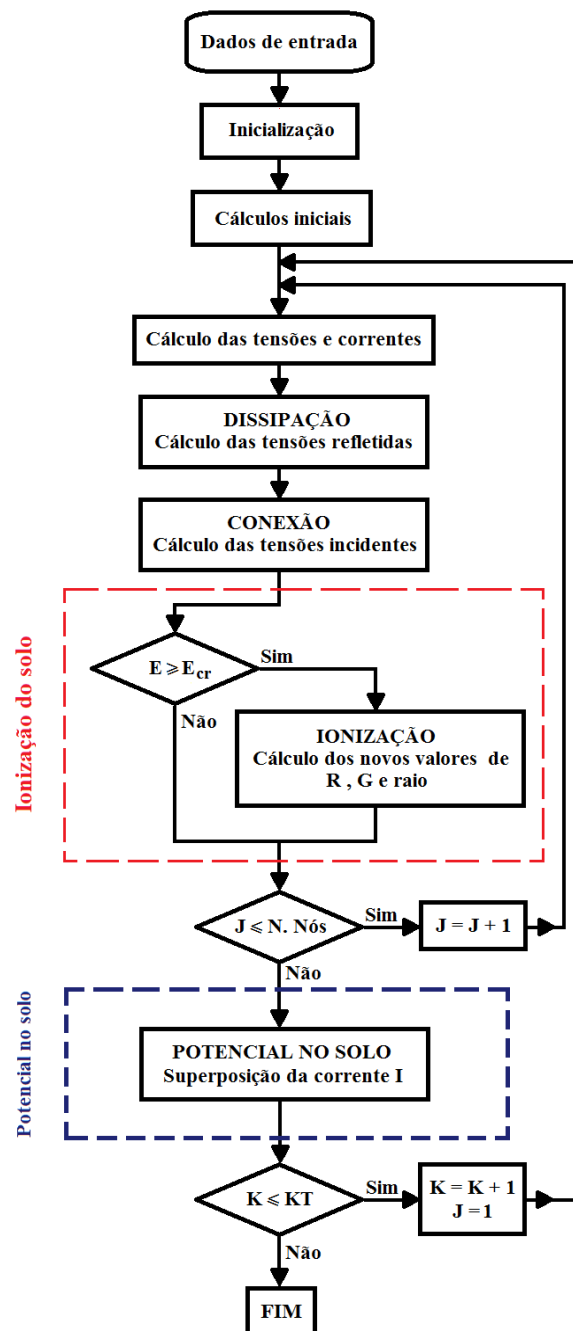 Dados de entrada
Inicialização
Cálculos iniciais
Cálculo das tensões e correntes
DISSIPAÇÃO
Cálculo das tensões refletidas
CONEXÃO
Cálculo das tensões incidentes
Ionização do solo
E ⩾ Ecr
Sim
Não
IONIZAÇÃO
Cálculo dos novos valores de
R , G e raio
J ⩽ N. Nós
Sim
J = J + 1
Não
Potencial no solo
POTENCIAL NO SOLO
Superposição da corrente I
K ⩽ KT
Sim
K = K + 1
J =1
Não
FIM